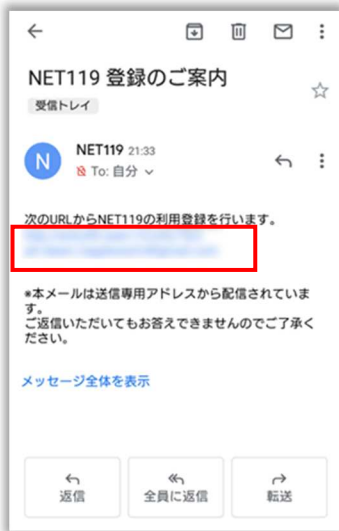 NET119 登録のご案内
受信トレイ
N
NET119 21:33
To: 自分
次のURLからNET119の利用登録を行います。
*本メールは送信専用アドレスから配信されていま
す。
ご返信いただいてもお答えできませんのでご了承く
ださい。
メッセージ全体を表示
返信
全員に返信
転送